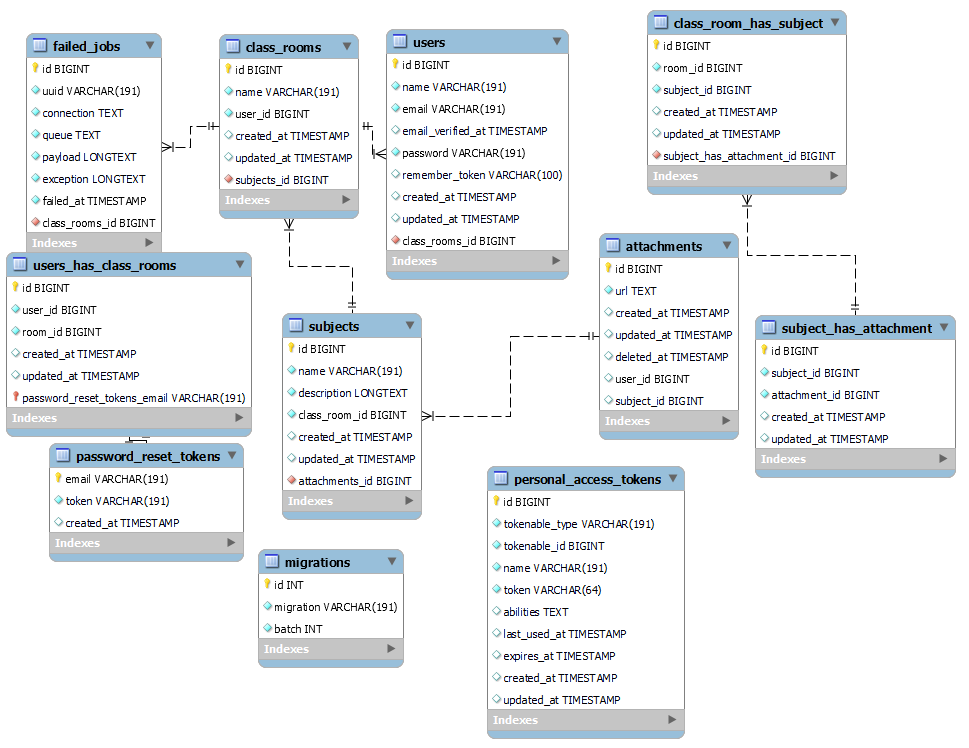 failed_jobs
id BIGINT
uuid VARCHAR(191)
connection TEXT
queue TEXT
payload LONGTEXT
exception LONGTEXT
failed_at TIMESTAMP
class_rooms_id BIGINT
Indexes
class_rooms
id BIGINT
name VARCHAR(191)
user_id BIGINT
created_at TIMESTAMP
updated_at TIMESTAMP
subjects_id BIGINT
Indexes
users
id BIGINT
name VARCHAR(191)
email VARCHAR(191)
email_verified_at TIMESTAMP
password VARCHAR(191)
remember_token VARCHAR(100)
created_at TIMESTAMP
updated_at TIMESTAMP
class_rooms_id BIGINT
Indexes
class_room_has_subject
id BIGINT
room_id BIGINT
subject_id BIGINT
created_at TIMESTAMP
updated_at TIMESTAMP
subject_has_attachment_id BIGINT
Indexes
users_has_class_rooms
id BIGINT
user_id BIGINT
room_id BIGINT
created_at TIMESTAMP
updated_at TIMESTAMP
password_reset_tokens_email VARCHAR(191)
Indexes
subjects
id BIGINT
name VARCHAR(191)
description LONGTEXT
class_room_id BIGINT
created_at TIMESTAMP
updated_at TIMESTAMP
attachments_id BIGINT
Indexes
attachments
id BIGINT
url TEXT
created_at TIMESTAMP
updated_at TIMESTAMP
deleted_at TIMESTAMP
user_id BIGINT
subject_id BIGINT
Indexes
subject_has_attachment
id BIGINT
subject_id BIGINT
attachment_id BIGINT
created_at TIMESTAMP
updated_at TIMESTAMP
Indexes
password_reset_tokens
email VARCHAR(191)
token VARCHAR(191)
created_at TIMESTAMP
Indexes
migrations
id INT
migration VARCHAR(191)
batch INT
Indexes
personal_access_tokens
id BIGINT
tokenable_type VARCHAR(191)
tokenable_id BIGINT
name VARCHAR(191)
token VARCHAR(64)
abilities TEXT
last_used_at TIMESTAMP
expires_at TIMESTAMP
created_at TIMESTAMP
updated_at TIMESTAMP
Indexes